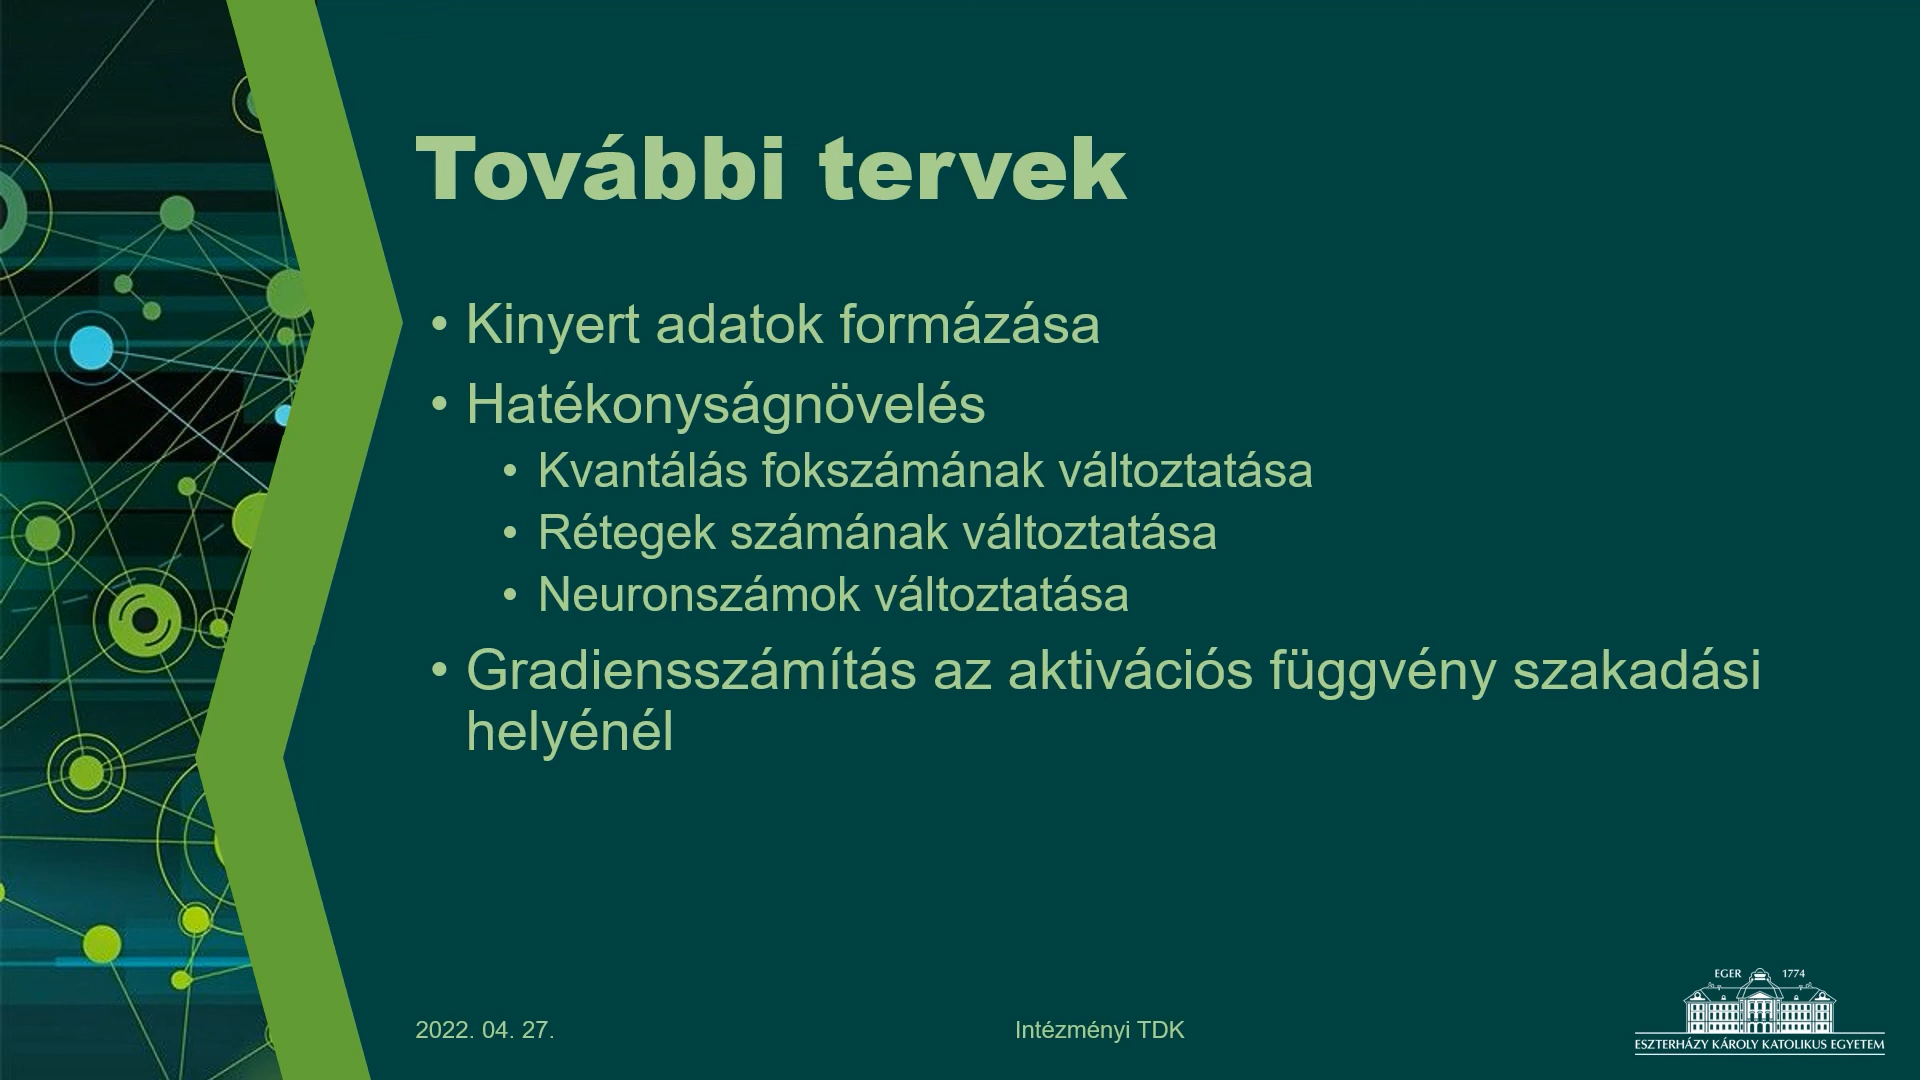 További tervek
• Kinyert adatok formázása
• Hatékonyságnövelés
• Kvantálás fokszámának változtatása
• Rétegek számának változtatása
• Neuronszámok változtatása
• Gradiensszámítás az aktivációs függvény szakadási
helyénél
2022. 04. 27.
Intézményi TDK
EGER 1774
ESZTERHÁZY KÁROLY KATOLIKUS EGYETEM